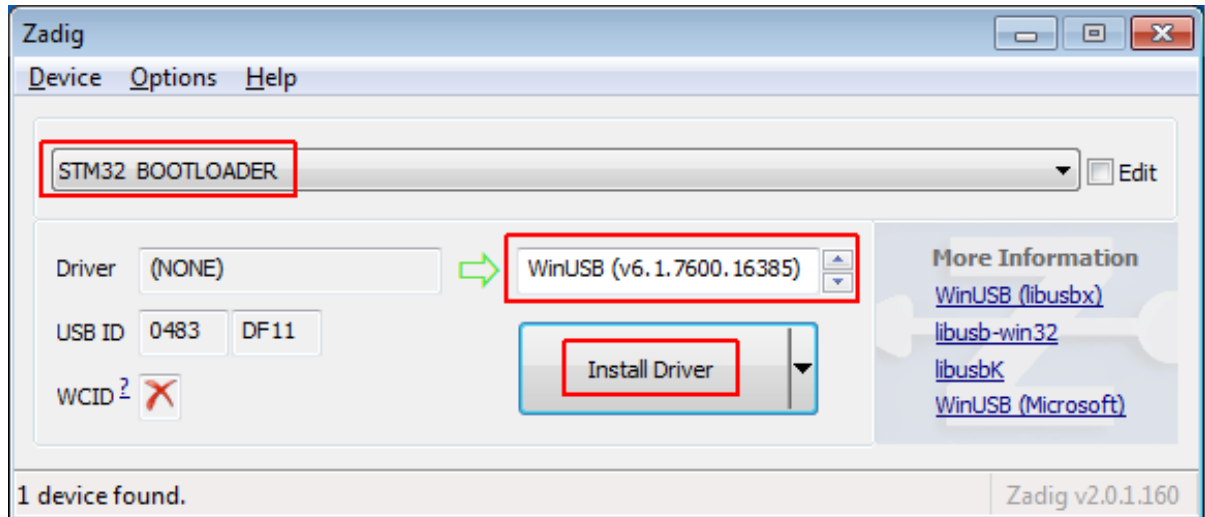 Zadig
Device Options Help
STM32 BOOTLOADER
Edit
Driver (NONE) WinUSB (v6.1.7600.16385)
USB ID 0483 DF11
WCID ?
Install Driver
More Information
WinUSB (libusbx)
libusb-win32
libusbK
WinUSB (Microsoft)
1 device found.
Zadig v2.0.1.160